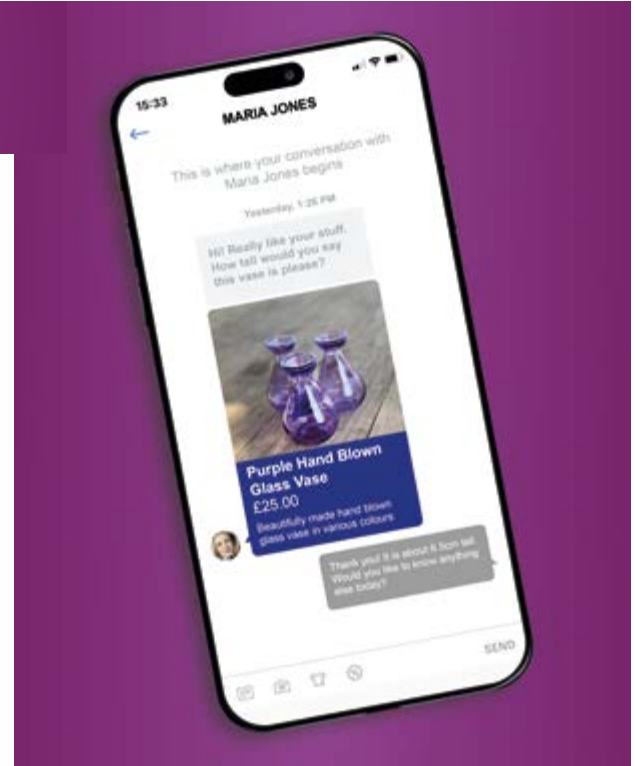 15:33
MARIA JONES
This is where your conversation with
Maria Jones begins
Yesterday, 1:26 PM
Hi! Really like your stuff.
How tall would you say
this vase is please?
Purple Hand Blown
Glass Vase
£25.00
Beautifully made hand blown
glass vase in various colours
Thank you! It is about 6.5cm tall
Would you like to know anything
else today?
SEND